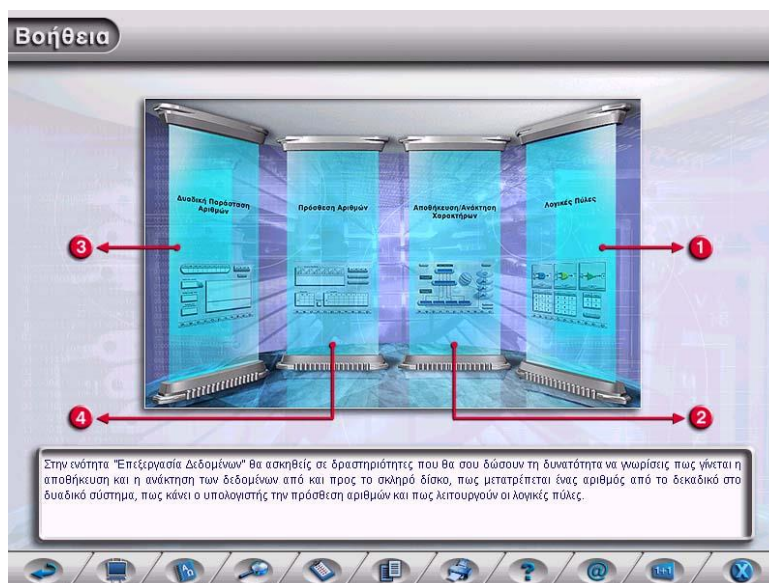 Βοήθεια
Δυαδική Παράσταση
Αριθμών
Πρόσθεση Αριθμών
Αποθήκευση/Ανάκτηση
Χαρακτήρων
Λογικές Πύλες
3
1
4
2
Στην ενότητα "Επεξεργασία Δεδομένων" θα ασκηθείς σε δραστηριότητες που θα σου δώσουν τη δυνατότητα να γνωρίσεις πως γίνεται η
αποθήκευση και η ανάκτηση των δεδομένων από και προς το σκληρό δίσκο, πως μετατρέπεται ένας αριθμός από το δεκαδικό στο
δυαδικό σύστημα, πως κάνει ο υπολογιστής την πρόσθεση αριθμών και πως λειτουργούν οι λογικές πύλες.
?
@
1+1
X